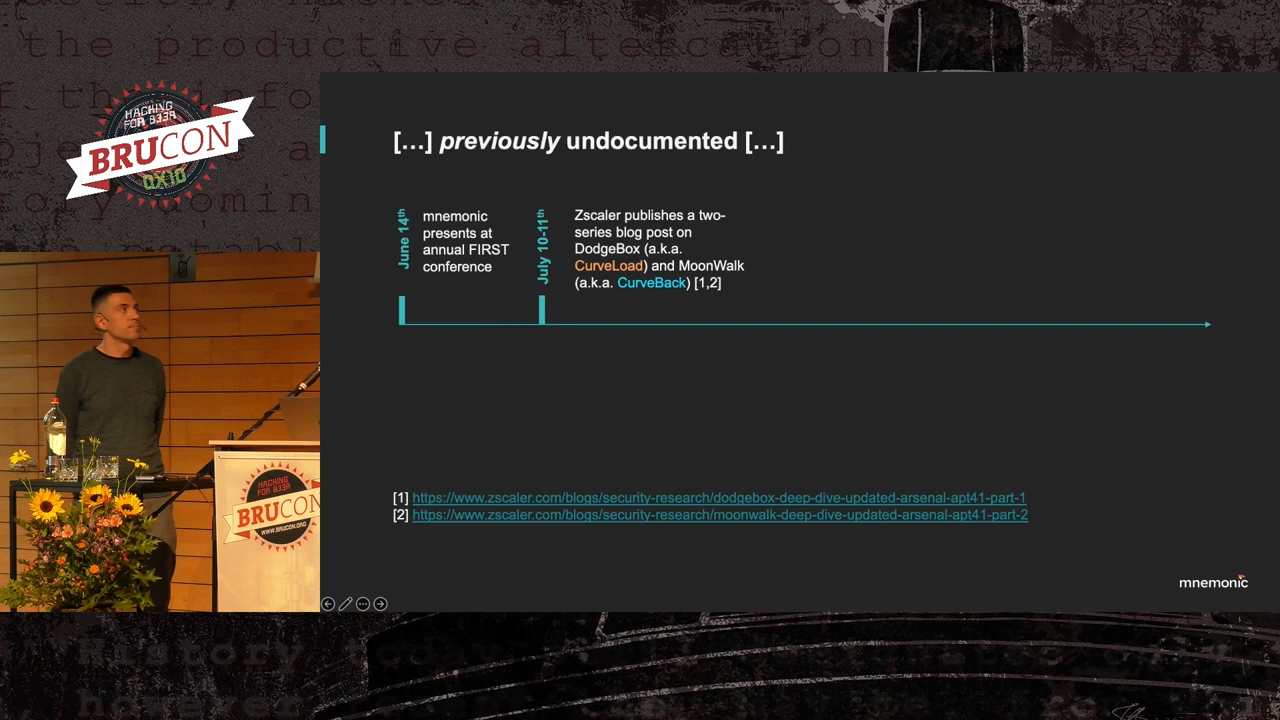 the productive altercation
HACKING
FOR B33R
BRUCON
0X10
[…] previously undocumented […]
June 14th
mnemonic
presents at
annual FIRST
conference
July 10-11th
Zscaler publishes a two-
series blog post on
DodgeBox (a.k.a.
CurveLoad) and MoonWalk
(a.k.a. CurveBack) [1,2]
[1] https://www.zscaler.com/blogs/security-research/dodgebox-deep-dive-updated-arsenal-apt41-part-1
[2] https://www.zscaler.com/blogs/security-research/moonwalk-deep-dive-updated-arsenal-apt41-part-2
mnemonic
HACKING
FOR B33R
BRUCON
WWW.BRUCON.ORG
History today
however